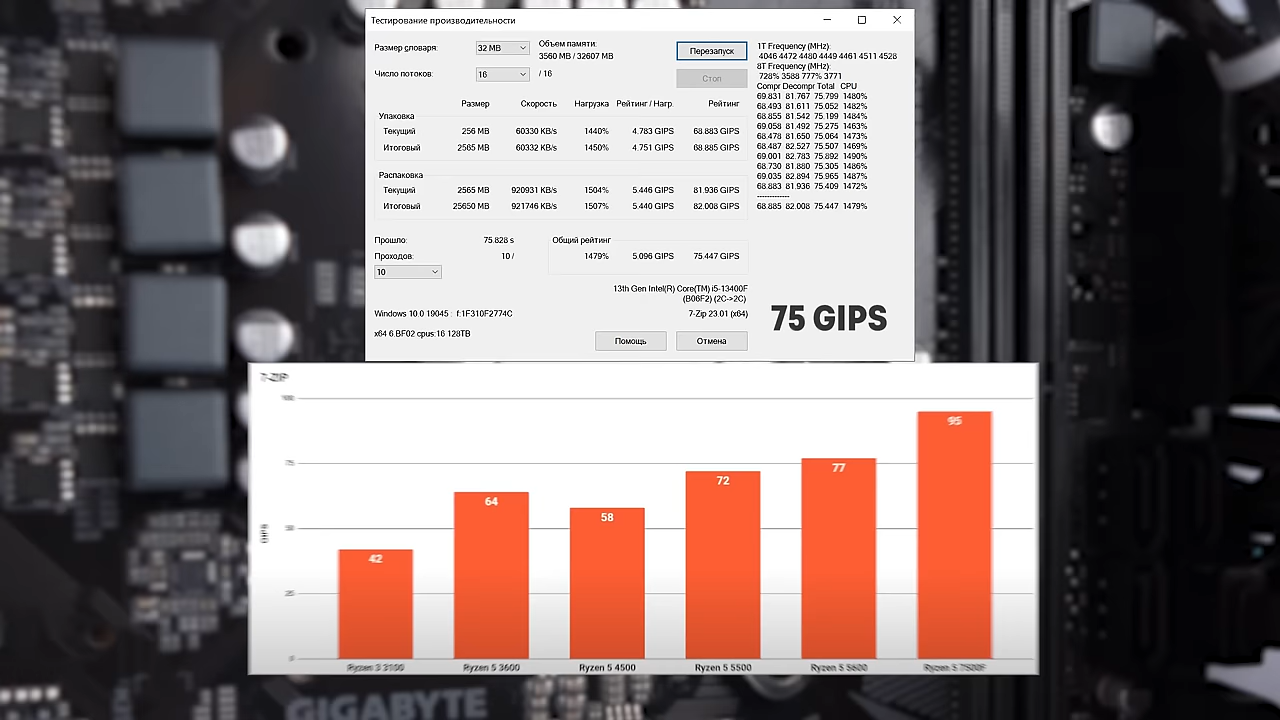 Тестирование производительности
Размер словаря: 32 MB
Объем памяти:
3560 MB / 32607 MB
Перезапуск
Число потоков: 16 / 16
Стоп
Размер Скорость Нагрузка Рейтинг / Нагр. Рейтинг
Упаковка
Текущий 256 MB 60330 KB/s 1440% 4.783 GIPS 68.883 GIPS
Итоговый 2565 MB 60332 KB/s 1450% 4.751 GIPS 68.885 GIPS
Распаковка
Текущий 2565 MB 920931 KB/s 1504% 5.446 GIPS 81.936 GIPS
Итоговый 25650 MB 921746 KB/s 1507% 5.440 GIPS 82.008 GIPS
Прошло: 75.828 s
Общий рейтинг
Проходов: 10 /
1479% 5.096 GIPS 75.447 GIPS
10
13th Gen Intel(R) Core(TM) i5-13400F
(B06F2) (2C->2C)
Windows 10.0 19045 : f:1F310F2774C
7-Zip 23.01 (x64)
x64 6.BF02 cpus:16 128TB
Помощь Отмена
1T Frequency (MHz):
4046 4472 4480 4449 4461 4511 4528
8T Frequency (MHz):
728% 3588 777% 3771
Compr Decompr Total CPU
69.831 81.767 75.799 1480%
68.493 81.611 75.052 1482%
68.855 81.542 75.199 1484%
69.058 81.492 75.275 1463%
68.478 81.650 75.064 1473%
68.487 82.527 75.507 1469%
69.001 82.783 75.892 1490%
68.730 81.880 75.305 1486%
69.035 82.894 75.965 1487%
68.883 81.936 75.409 1472%
-------------
68.885 82.008 75.447 1479%
75 GIPS
7-ZIP
100
75
50
25
0
GIPS
42
64
58
72
77
95
Ryzen 3 3100
Ryzen 5 3600
Ryzen 5 4500
Ryzen 5 5500
Ryzen 5 5600
Ryzen 5 7500F
GIGABYTE